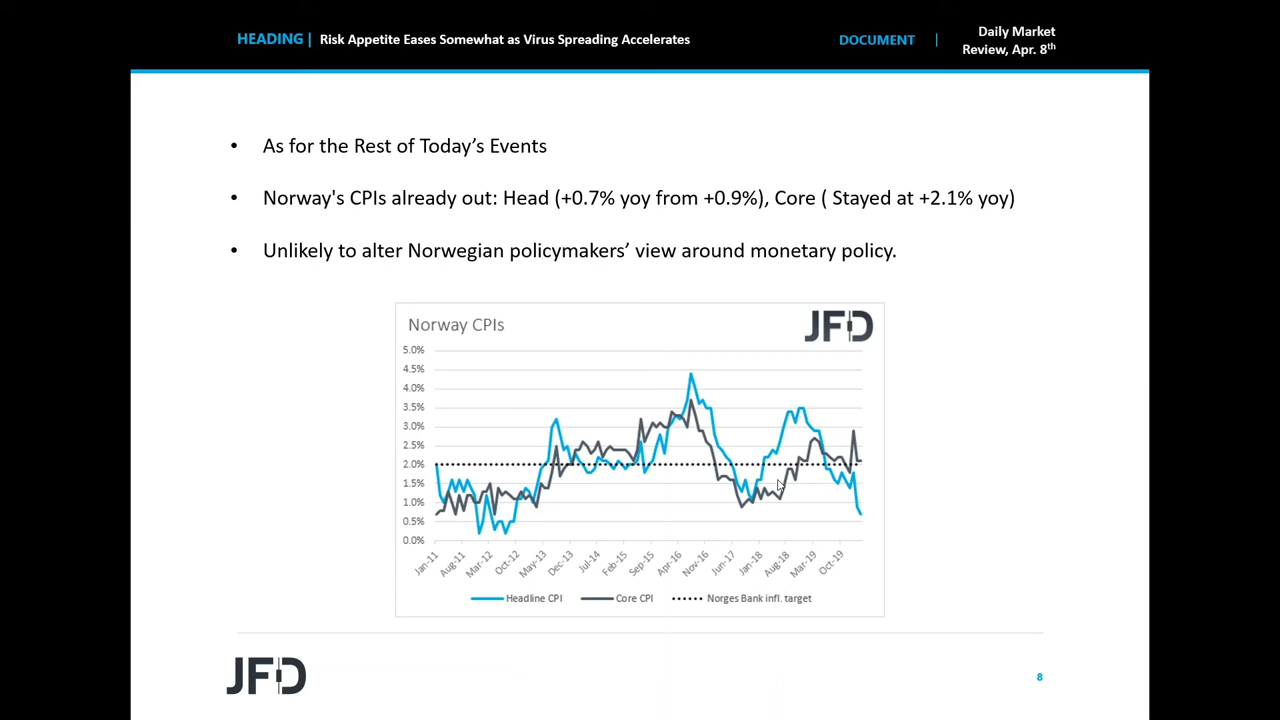 HEADING | Risk Appetite Eases Somewhat as Virus Spreading Accelerates
DOCUMENT |
Daily Market
Review, Apr. 8th
• As for the Rest of Today’s Events
• Norway's CPIs already out: Head (+0.7% yoy from +0.9%), Core ( Stayed at +2.1% yoy)
• Unlikely to alter Norwegian policymakers’ view around monetary policy.
Norway CPIs
JFD
5.0%
4.5%
4.0%
3.5%
3.0%
2.5%
2.0%
1.5%
1.0%
0.5%
0.0%
Jan-11 Aug-11 Mar-12 Oct-12 May-13 Dec-13 Jul-14 Feb-15 Sep-15 Apr-16 Nov-16 Jun-17 Jan-18 Aug-18 Mar-19 Oct-19
Headline CPI Core CPI Norges Bank infl. target
JFD
8